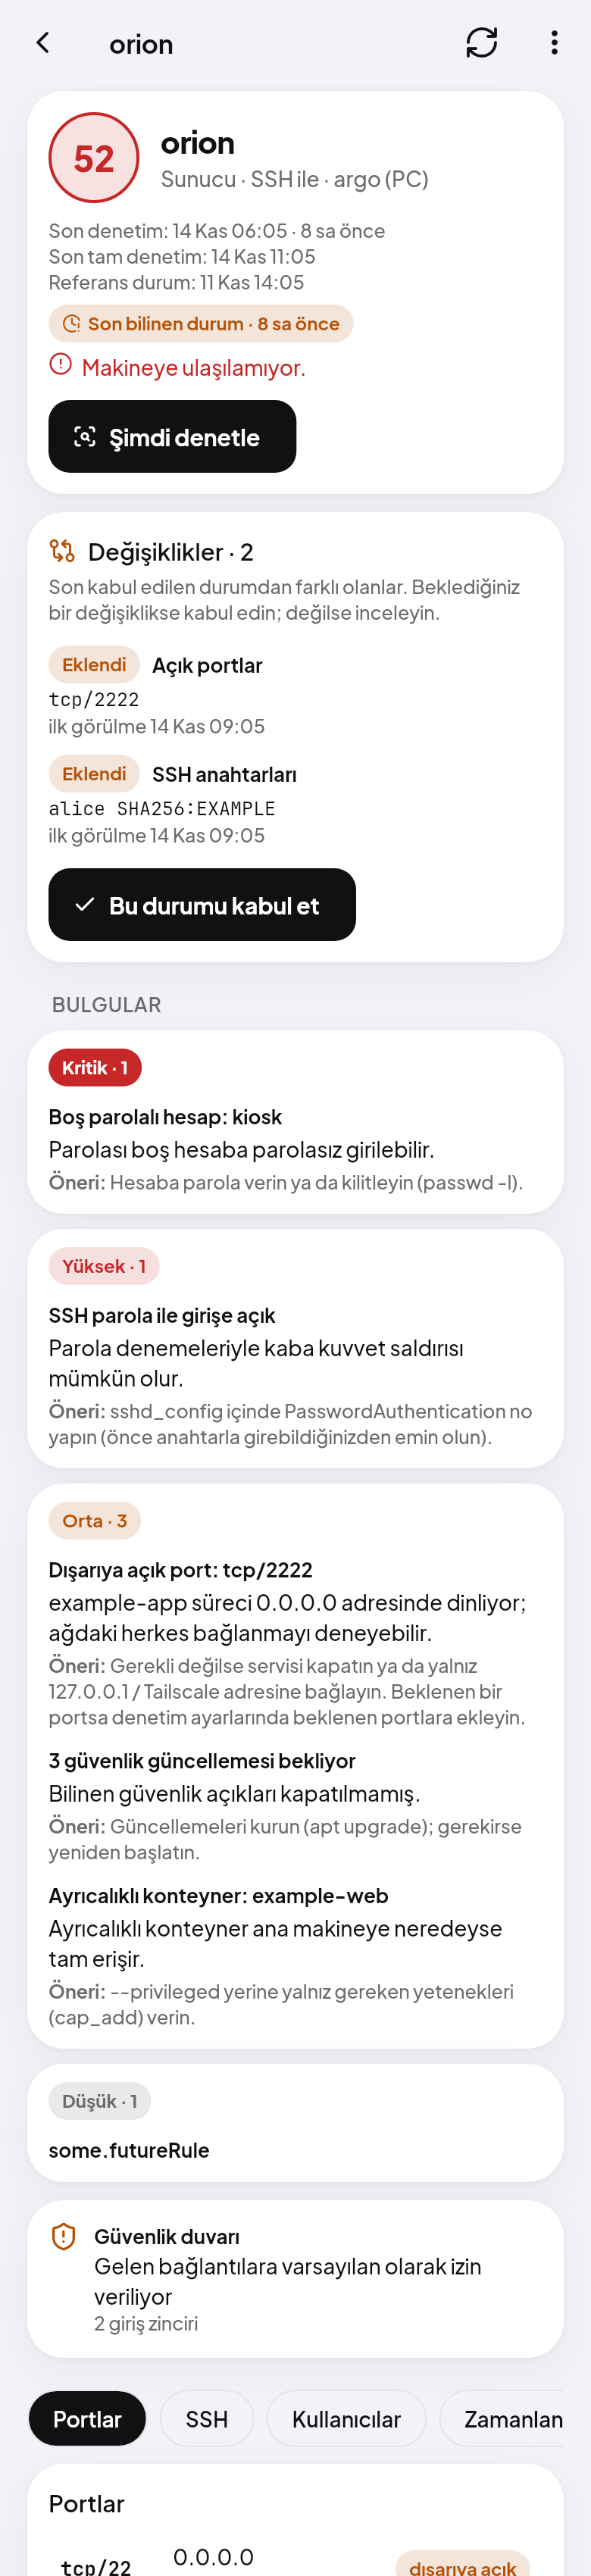 orion
52
orion
Sunucu · SSH ile · argo (PC)
Son denetim: 14 Kas 06:05 · 8 sa önce
Son tam denetim: 14 Kas 11:05
Referans durum: 11 Kas 14:05
Son bilinen durum · 8 sa önce
Makineye ulaşılamıyor.
Şimdi denetle
Değişiklikler · 2
Son kabul edilen durumdan farklı olanlar. Beklediğiniz
bir değişiklikse kabul edin; değilse inceleyin.
Eklendi Açık portlar
tcp/2222
ilk görülme 14 Kas 09:05
Eklendi SSH anahtarları
alice SHA256:EXAMPLE
ilk görülme 14 Kas 09:05
Bu durumu kabul et
BULGULAR
Kritik · 1
Boş parolalı hesap: kiosk
Parolası boş hesaba parolasız girilebilir.
Öneri: Hesaba parola verin ya da kilitleyin (passwd -l).
Yüksek · 1
SSH parola ile girişe açık
Parola denemeleriyle kaba kuvvet saldırısı
mümkün olur.
Öneri: sshd_config içinde PasswordAuthentication no
yapın (önce anahtarla girebildiğinizden emin olun).
Orta · 3
Dışarıya açık port: tcp/2222
example-app süreci 0.0.0.0 adresinde dinliyor;
ağdaki herkes bağlanmayı deneyebilir.
Öneri: Gerekli değilse servisi kapatın ya da yalnız
127.0.0.1 / Tailscale adresine bağlayın. Beklenen bir
portsa denetim ayarlarında beklenen portlara ekleyin.
3 güvenlik güncellemesi bekliyor
Bilinen güvenlik açıkları kapatılmamış.
Öneri: Güncellemeleri kurun (apt upgrade); gerekirse
yeniden başlatın.
Ayrıcalıklı konteyner: example-web
Ayrıcalıklı konteyner ana makineye neredeyse
tam erişir.
Öneri: --privileged yerine yalnız gereken yetenekleri
(cap_add) verin.
Düşük · 1
some.futureRule
Güvenlik duvarı
Gelen bağlantılara varsayılan olarak izin
veriliyor
2 giriş zinciri
Portlar SSH Kullanıcılar Zamanlan
Portlar
tcp/22 0.0.0.0 dışarıya açık